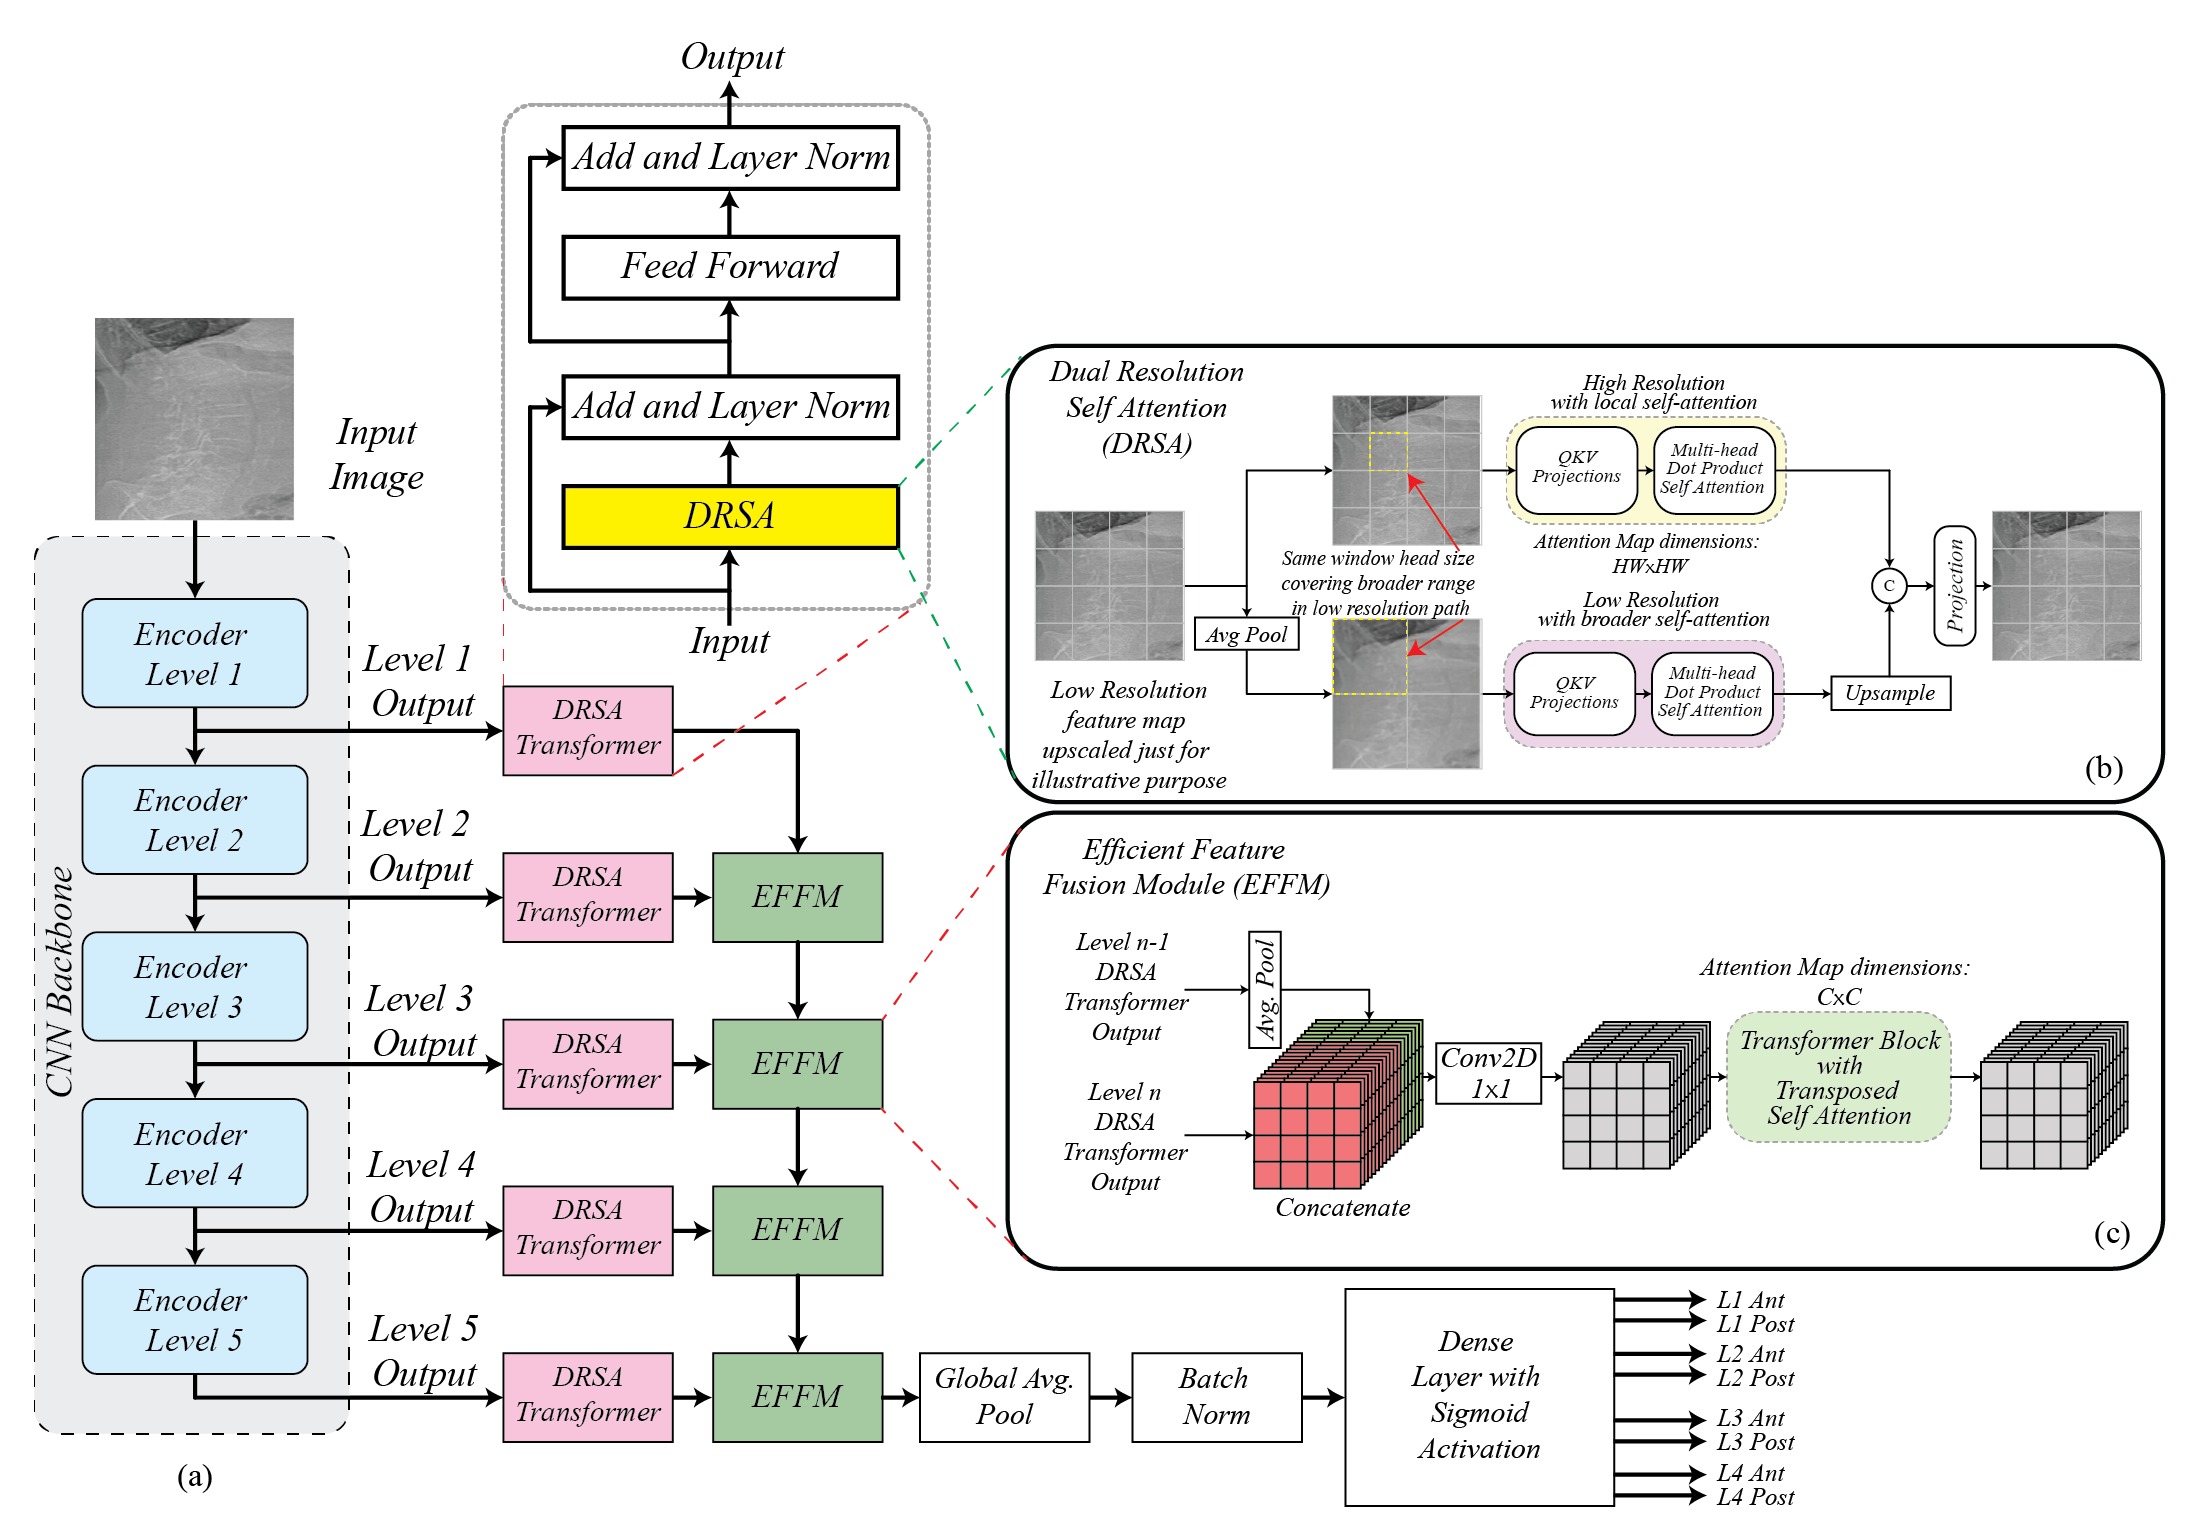 Output
Add and Layer Norm
Feed Forward
Add and Layer Norm
DRSA
Input
Input
Image
CNN Backbone
Encoder
Level 1
Encoder
Level 2
Encoder
Level 3
Encoder
Level 4
Encoder
Level 5
(a)
Level 1
Output
Level 2
Output
Level 3
Output
Level 4
Output
Level 5
Output
DRSA
Transformer
DRSA
Transformer
EFFM
DRSA
Transformer
EFFM
DRSA
Transformer
EFFM
DRSA
Transformer
EFFM
Global Avg.
Pool
Batch
Norm
Dense
Layer with
Sigmoid
Activation
L1 Ant
L1 Post
L2 Ant
L2 Post
L3 Ant
L3 Post
L4 Ant
L4 Post
Dual Resolution
Self Attention
(DRSA)
Low Resolution
feature map
upscaled just for
illustrative purpose
Avg Pool
Same window head size
covering broader range
in low resolution path
High Resolution
with local self-attention
QKV
Projections
Multi-head
Dot Product
Self Attention
Attention Map dimensions:
HWxHW
Low Resolution
with broader self-attention
QKV
Projections
Multi-head
Dot Product
Self Attention
Upsample
C
Projection
(b)
Efficient Feature
Fusion Module (EFFM)
Level n-1
DRSA
Transformer
Output
Avg. Pool
Level n
DRSA
Transformer
Output
Concatenate
Conv2D
1x1
Attention Map dimensions:
CxC
Transformer Block
with
Transposed
Self Attention
(c)